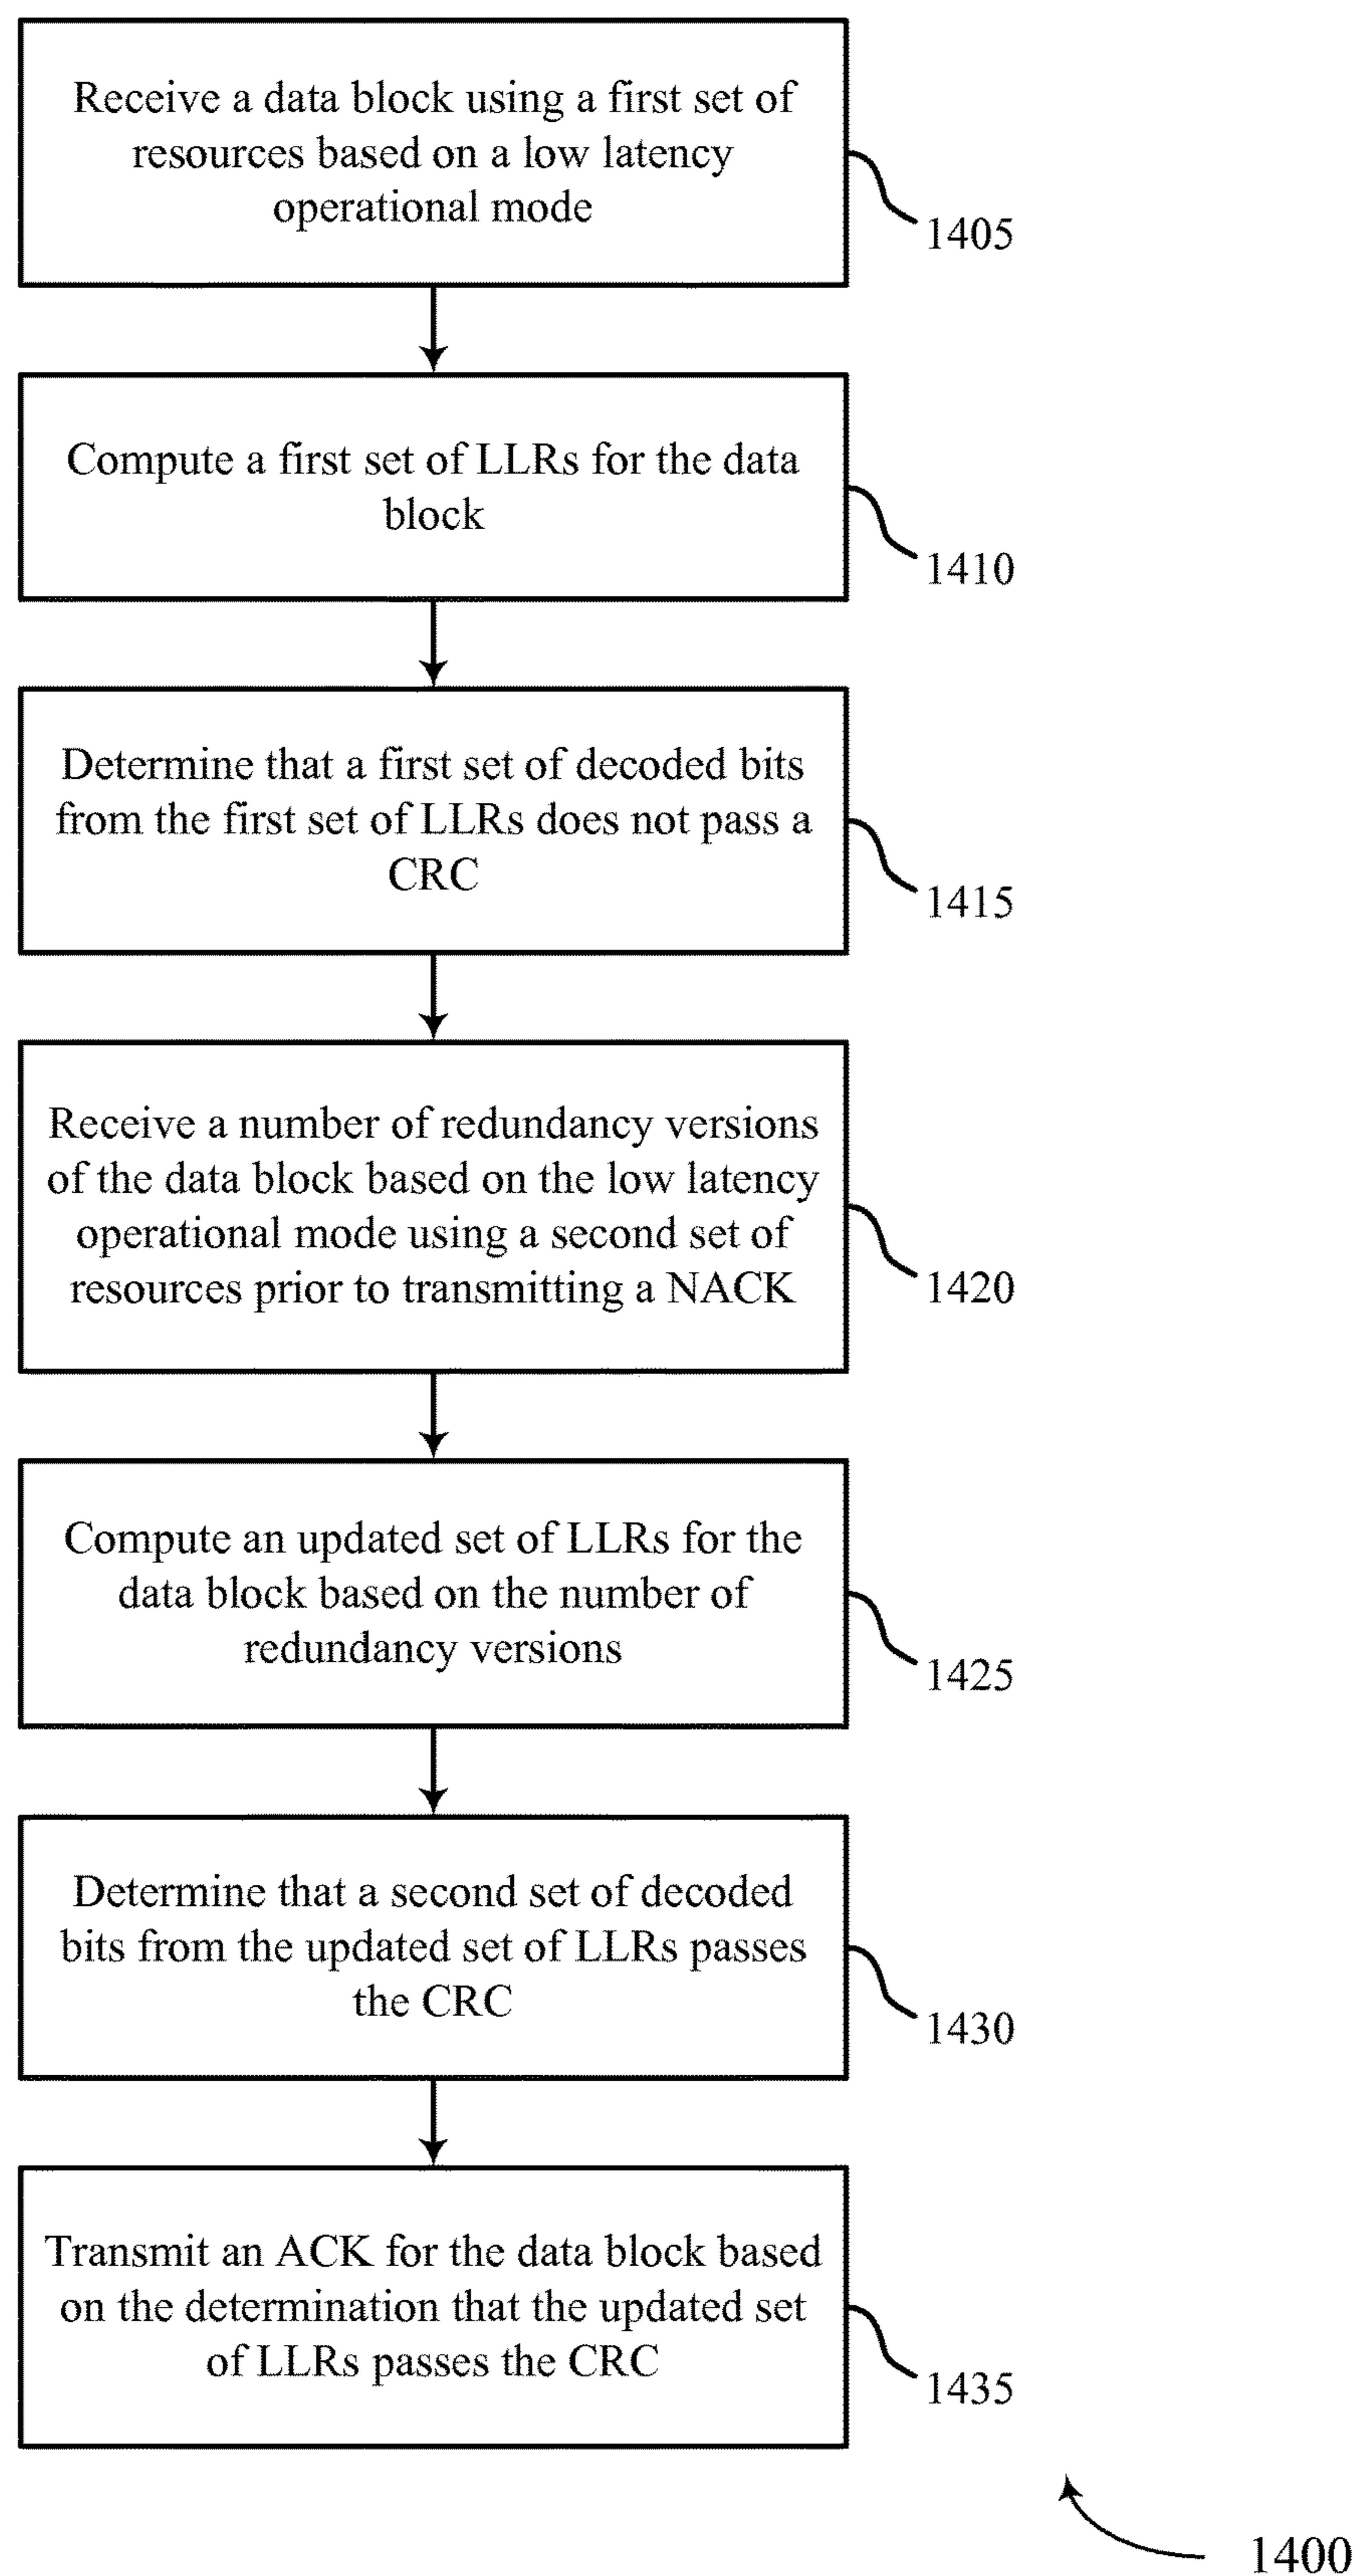 Receive a data block using a first set of
resources based on a low latency
operational mode
1405
Compute a first set of LLRs for the data
block
1410
Determine that a first set of decoded bits
from the first set of LLRs does not pass a
CRC
1415
Receive a number of redundancy versions
of the data block based on the low latency
operational mode using a second set of
resources prior to transmitting a NACK
1420
Compute an updated set of LLRs for the
data block based on the number of
redundancy versions
1425
Determine that a second set of decoded
bits from the updated set of LLRs passes
the CRC
1430
Transmit an ACK for the data block based
on the determination that the updated set
of LLRs passes the CRC
1435
1400